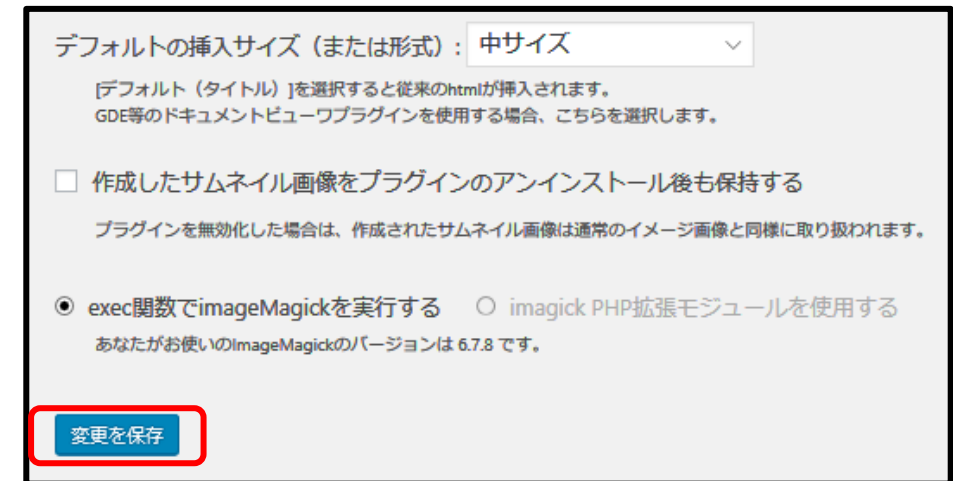 デフォルトの挿入サイズ（または形式）: 中サイズ
[デフォルト（タイトル）]を選択すると従来のhtmlが挿入されます。
GDE等のドキュメントビューワプラグインを使用する場合、こちらを選択します。
作成したサムネイル画像をプラグインのアンインストール後も保持する
プラグインを無効化した場合は、作成されたサムネイル画像は通常のイメージ画像と同様に取り扱われます。
exec関数でimageMagickを実行する imagick PHP拡張モジュールを使用する
あなたがお使いのImageMagickのバージョンは 6.7.8 です。
変更を保存